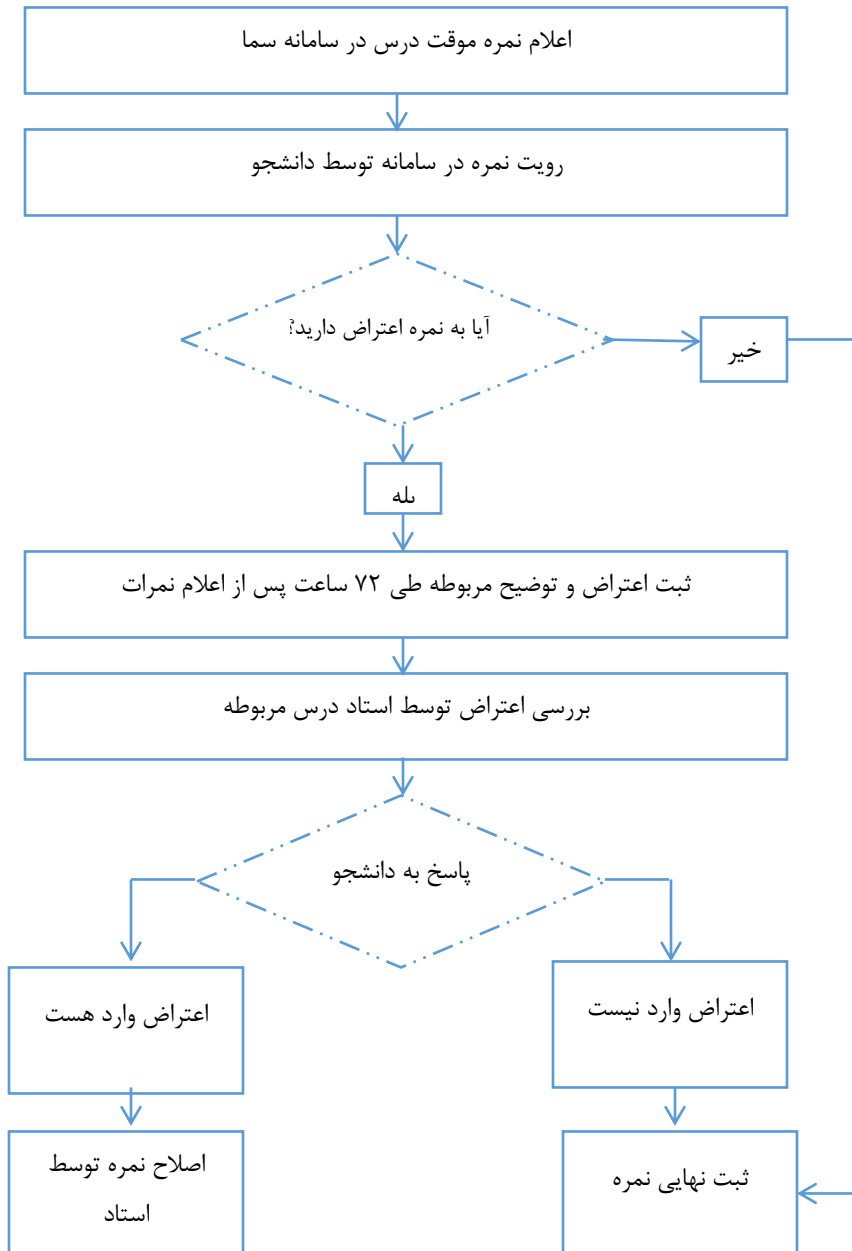 اعلام نمره موقت درس در سامانه سما
رویت نمره در سامانه توسط دانشجو
آیا به نمره اعتراض دارید؟
خیر
بله
ثبت اعتراض و توضیح مربوطه طی ۷۲ ساعت پس از اعلام نمرات
بررسی اعتراض توسط استاد درس مربوطه
پاسخ به دانشجو
اعتراض وارد نیست
اعتراض وارد هست
ثبت نهایی نمره
اصلاح نمره توسط
استاد